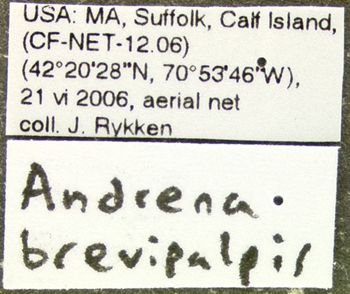 USA: MA, Suffolk, Calf Island,
(CF-NET-12.06)
(42°20'28"N, 70°53'46"W),
21 vi 2006, aerial net
coll. J. Rykken
Andrena
brevipalpis